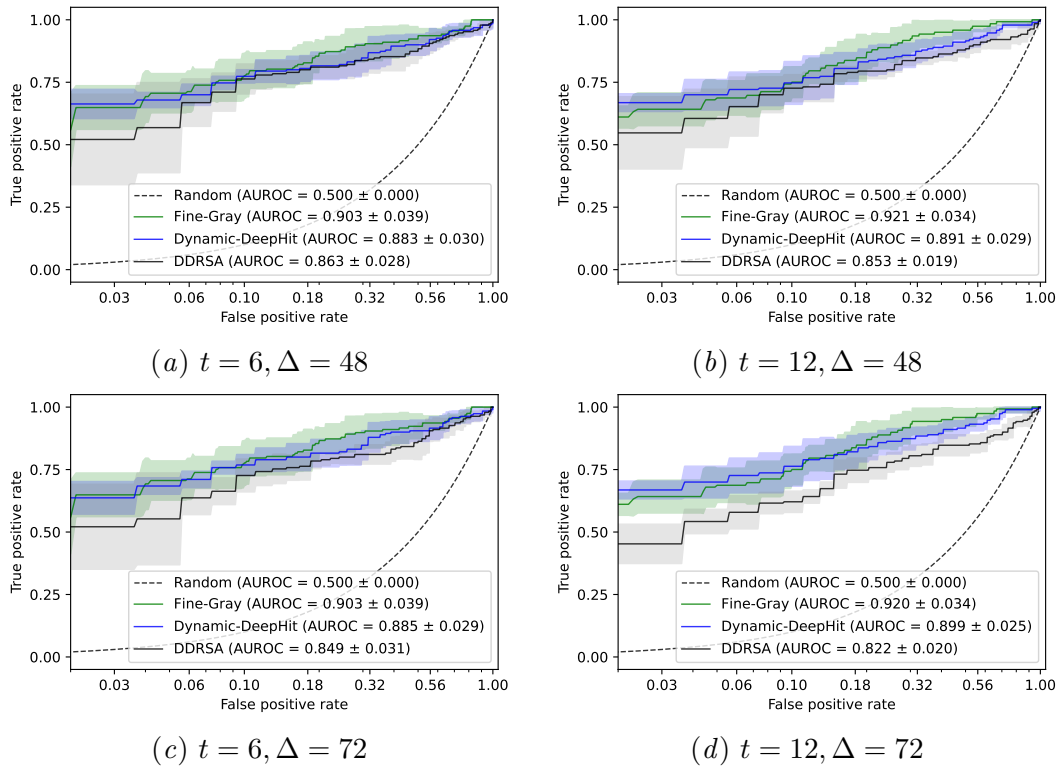 1.00
0.75
0.50
0.25
0.00
True positive rate
Random (AUROC = 0.500 ± 0.000)
Fine-Gray (AUROC = 0.903 ± 0.039)
Dynamic-DeepHit (AUROC = 0.883 ± 0.030)
DDRSA (AUROC = 0.863 ± 0.028)
0.03 0.06 0.10 0.18 0.32 0.56 1.00
False positive rate
(a) t = 6, Δ = 48
1.00
0.75
0.50
0.25
0.00
True positive rate
Random (AUROC = 0.500 ± 0.000)
Fine-Gray (AUROC = 0.921 ± 0.034)
Dynamic-DeepHit (AUROC = 0.891 ± 0.029)
DDRSA (AUROC = 0.853 ± 0.019)
0.03 0.06 0.10 0.18 0.32 0.56 1.00
False positive rate
(b) t = 12, Δ = 48
1.00
0.75
0.50
0.25
0.00
True positive rate
Random (AUROC = 0.500 ± 0.000)
Fine-Gray (AUROC = 0.903 ± 0.039)
Dynamic-DeepHit (AUROC = 0.885 ± 0.029)
DDRSA (AUROC = 0.849 ± 0.031)
0.03 0.06 0.10 0.18 0.32 0.56 1.00
False positive rate
(c) t = 6, Δ = 72
1.00
0.75
0.50
0.25
0.00
True positive rate
Random (AUROC = 0.500 ± 0.000)
Fine-Gray (AUROC = 0.920 ± 0.034)
Dynamic-DeepHit (AUROC = 0.899 ± 0.025)
DDRSA (AUROC = 0.822 ± 0.020)
0.03 0.06 0.10 0.18 0.32 0.56 1.00
False positive rate
(d) t = 12, Δ = 72